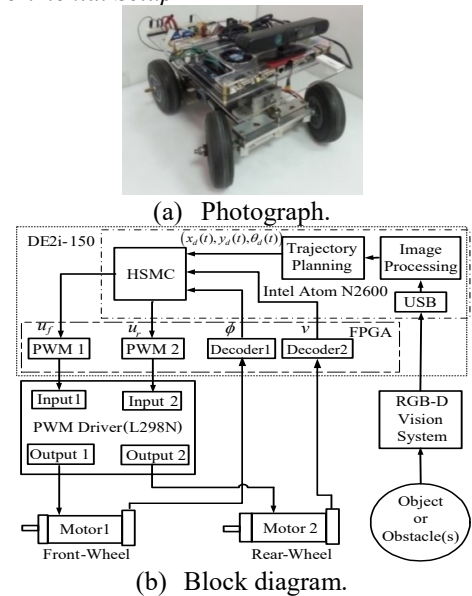 (a) Photograph.
DE2i-150
(x_d(t), y_d(t), θ_d(t))
Trajectory
Planning
Image
Processing
HSMC
Intel Atom N2600
USB
u_f
u_r
ϕ
v
FPGA
PWM 1
PWM 2
Decoder1
Decoder2
Input1
Input 2
PWM Driver(L298N)
Output 1
Output 2
RGB-D
Vision
System
Object
or
Obstacle(s)
Motor1
Motor 2
Front-Wheel
Rear-Wheel
(b) Block diagram.